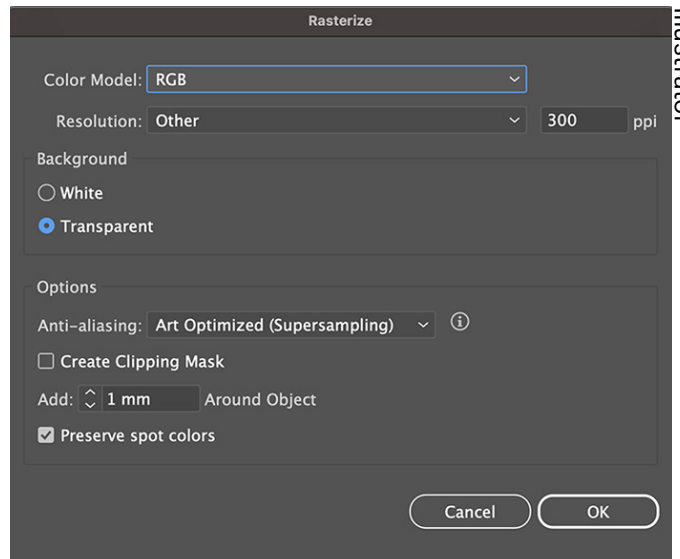 Rasterize
Color Model: RGB
Resolution: Other 300 ppi
Background
White
Transparent
Options
Anti-aliasing: Art Optimized (Supersampling)
Create Clipping Mask
Add: 1 mm Around Object
Preserve spot colors
Cancel OK
Illustrator